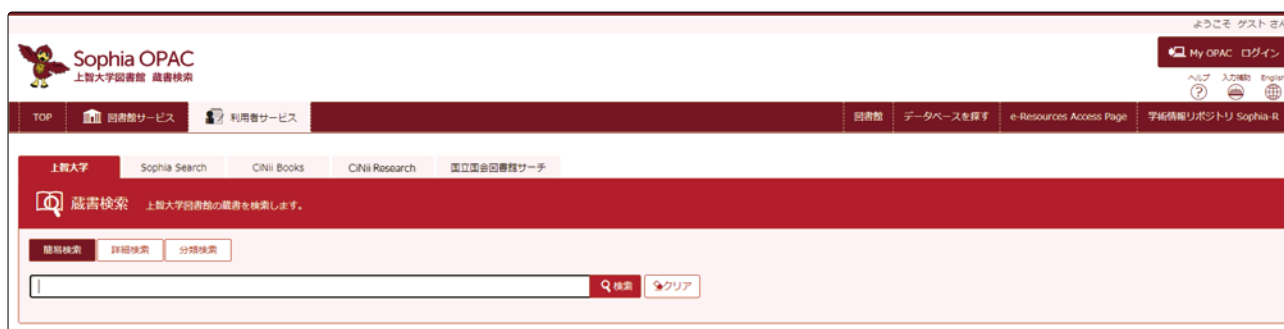 ようこそ ゲスト さん
Sophia OPAC
上智大学図書館 蔵書検索
My OPAC ログイン
ヘルプ 入力補助 English
TOP 図書館サービス 利用者サービス 図書館 データベースを探す e-Resources Access Page 学術情報リポジトリ Sophia-R
上智大学 Sophia Search CiNii Books CiNii Research 国立国会図書館サーチ
蔵書検索 上智大学図書館の蔵書を検索します。
簡易検索 詳細検索 分類検索
検索 クリア